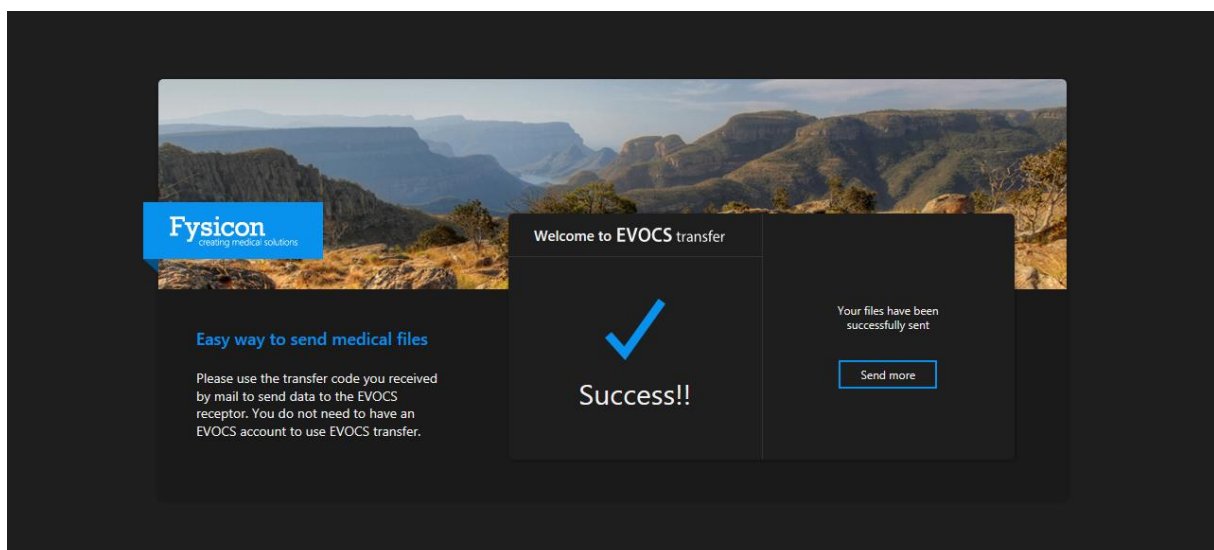 Fysicon
creating medical solutions
Easy way to send medical files
Please use the transfer code you received
by mail to send data to the EVOCS
receptor. You do not need to have an
EVOCS account to use EVOCS transfer.
Welcome to EVOCS transfer
Success!!
Your files have been
successfully sent
Send more